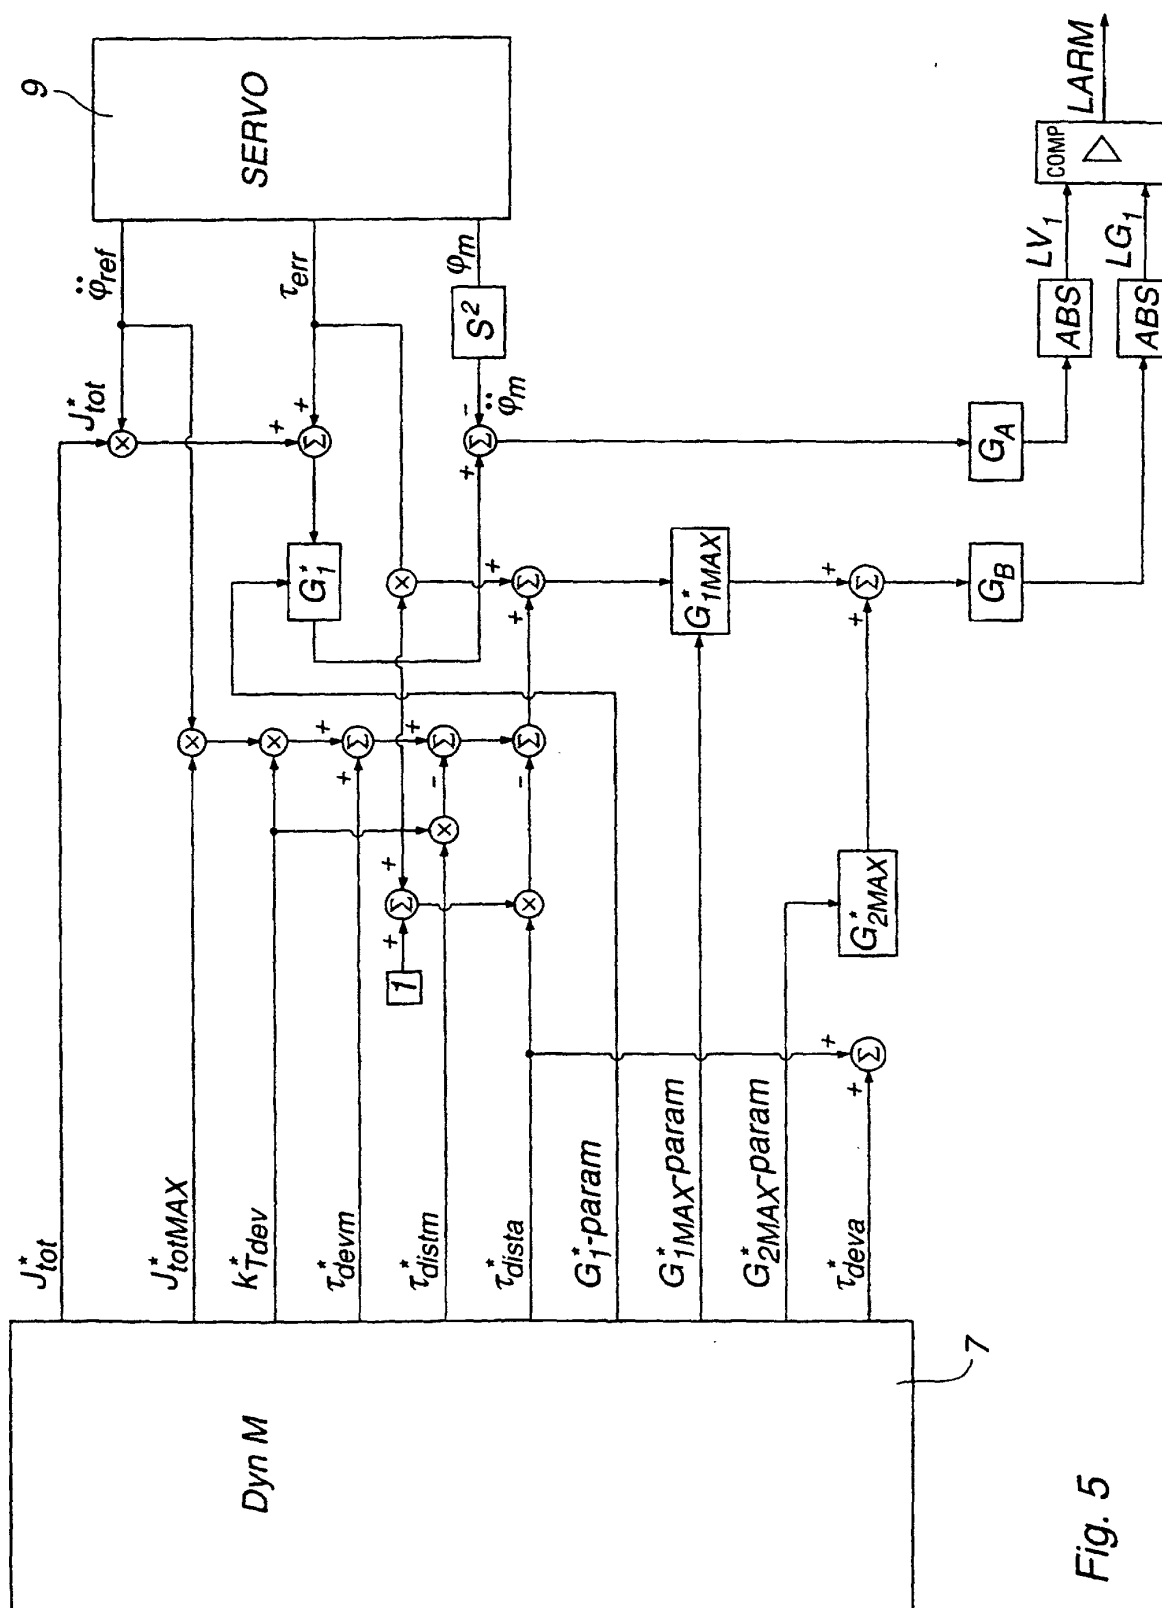 9
SERVO
φ̈ref
τerr
φm
S²
J*tot
×
+
+
Σ
-
φ̈m
+
Σ
G*1
×
+
+
Σ
×
×
+
+
Σ
+
-
Σ
-
Σ
×
+
+
Σ
1
×
G*1MAX
+
+
Σ
G*2MAX
+
+
Σ
GA
GB
ABS
ABS
LV1
LG1
COMP
▷
LARM
J*tot
J*totMAX
k*Tdev
τ*devm
τ*distm
τ*dista
G*1-param
G*1MAX-param
G*2MAX-param
τ*deva
Dyn M
7
Fig. 5